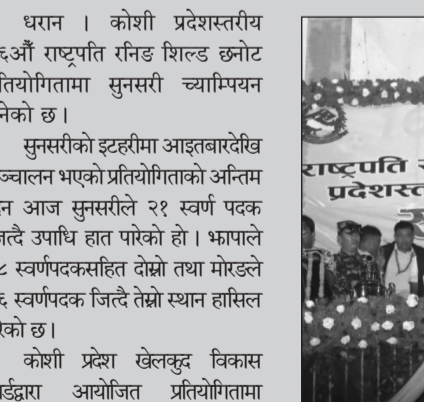 धरान । कोशी प्रदेशस्तरीय
६औं राष्ट्रपति रनिङ शिल्ड छनोट
तियोगितामा सुनसरी च्याम्पियन
नेको छ ।
सुनसरीको इटहरीमा आइतबारदेखि
ञ्चालन भएको प्रतियोगिताको अन्तिम
न आज सुनसरीले २१ स्वर्ण पदक
त्दै उपाधि हात पारेको हो । झापाले
८ स्वर्णपदकसहित दोस्रो तथा मोरङले
६ स्वर्णपदक जित्दै तेस्रो स्थान हासिल
रेको छ ।
कोशी प्रदेश खेलकुद विकास
र्डद्वारा आयोजित प्रतियोगितामा
राष्ट्रपति
प्रदेशस्त